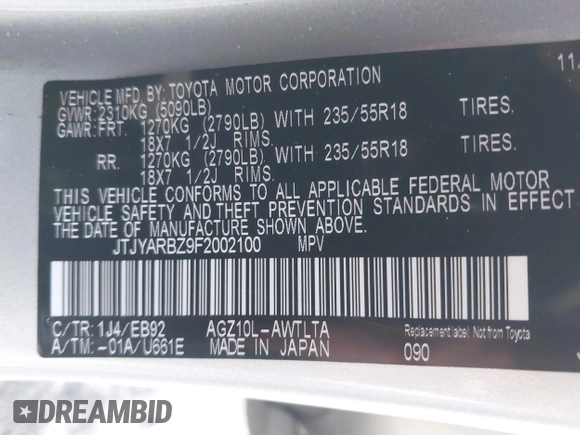 VEHICLE MFD. BY: TOYOTA MOTOR CORPORATION 11
GVWR: 2310KG (5090LB)
GAWR: FRT. 1270KG (2790LB) WITH 235/55R18 TIRES.
18X7 1/2J RIMS.
RR. 1270KG (2790LB) WITH 235/55R18 TIRES.
18X7 1/2J RIMS.
THIS VEHICLE CONFORMS TO ALL APPLICABLE FEDERAL MOTOR
VEHICLE SAFETY AND THEFT PREVENTION STANDARDS IN EFFECT
DATE OF MANUFACTURE SHOWN ABOVE.
JTJYARBZ9F2002100 MPV
C/TR: 1J4/EB92 AGZ10L-AWTLTA Replacement label: Not from Toyota
A/TM: -01A/U661E MADE IN JAPAN 090
DREAMBID